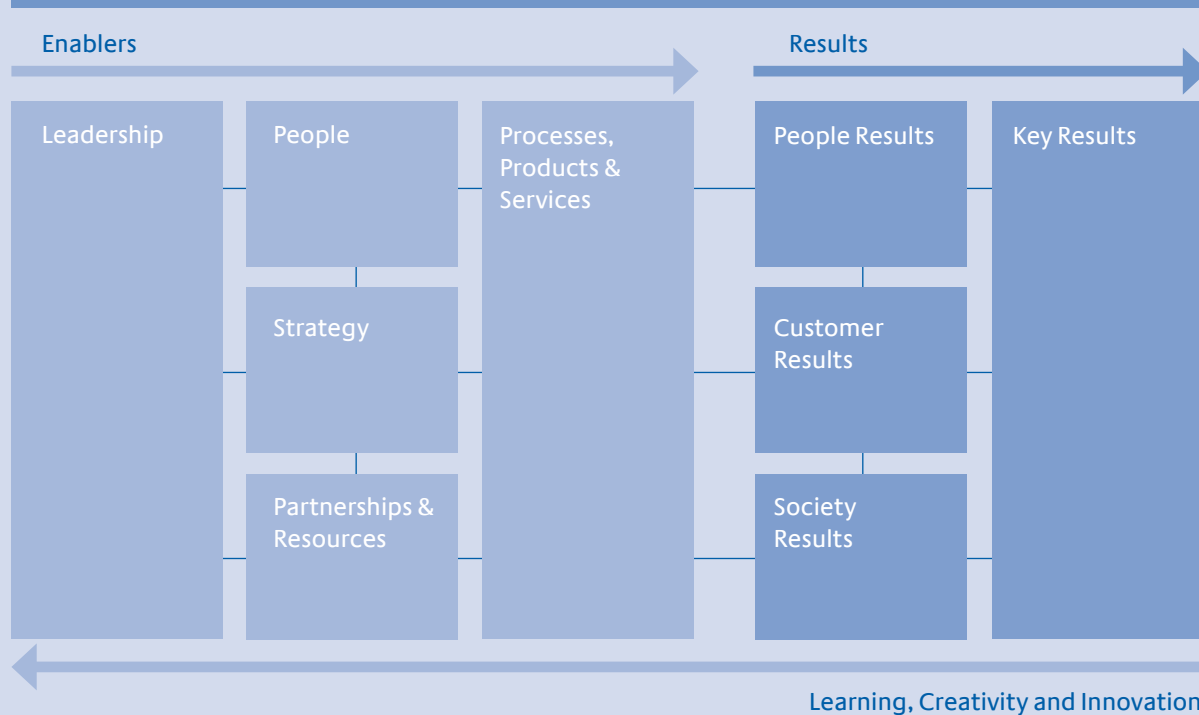 Enablers
Results
Leadership
People
Processes,
Products &
Services
People Results
Key Results
Strategy
Customer
Results
Partnerships &
Resources
Society
Results
Learning, Creativity and Innovation